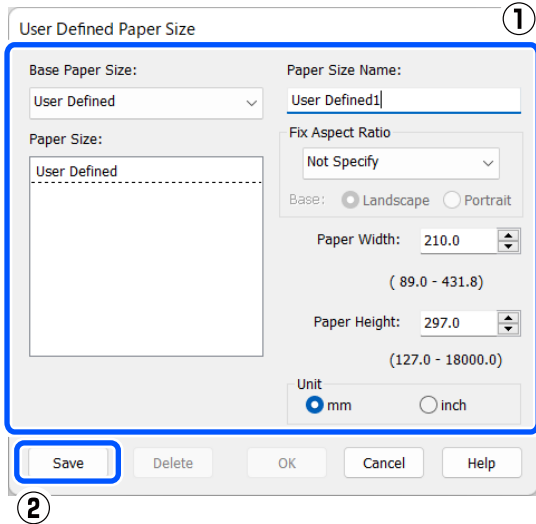 ①
User Defined Paper Size
Base Paper Size:
User Defined
Paper Size:
User Defined
Paper Size Name:
User Defined1
Fix Aspect Ratio
Not Specify
Base: Landscape Portrait
Paper Width: 210.0
( 89.0 - 431.8)
Paper Height: 297.0
(127.0 - 18000.0)
Unit
mm inch
Save Delete OK Cancel Help
②